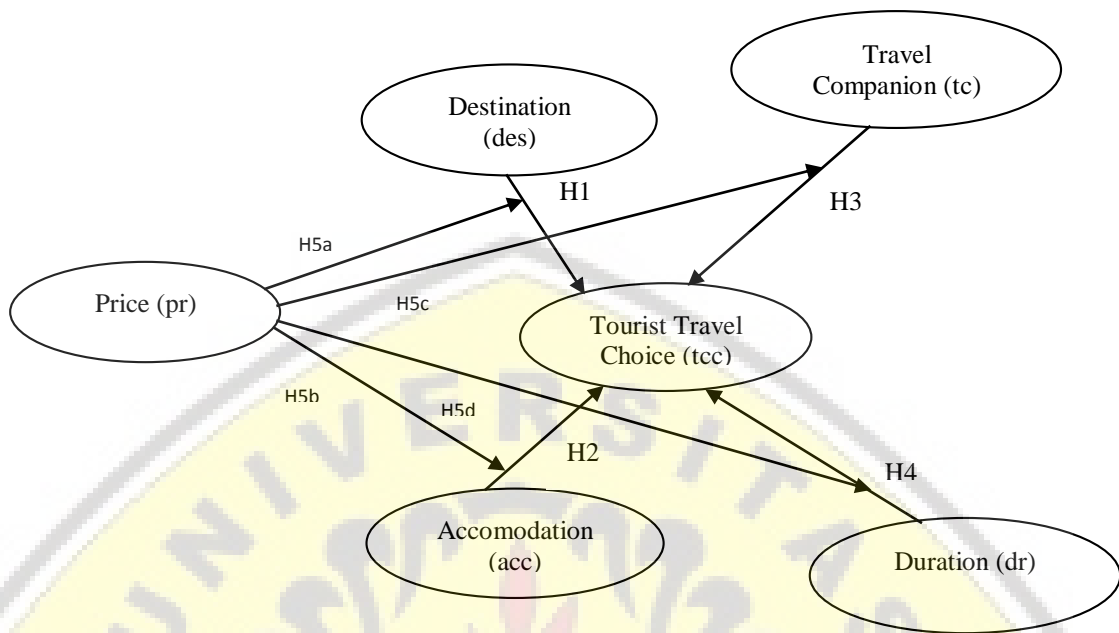 Travel
Companion (tc)
Destination
(des)
H1
H3
H5a
Price (pr)
H5c
Tourist Travel
Choice (tcc)
H5b
H5d
H2
H4
Accomodation
(acc)
Duration (dr)
UNIVERSITAS